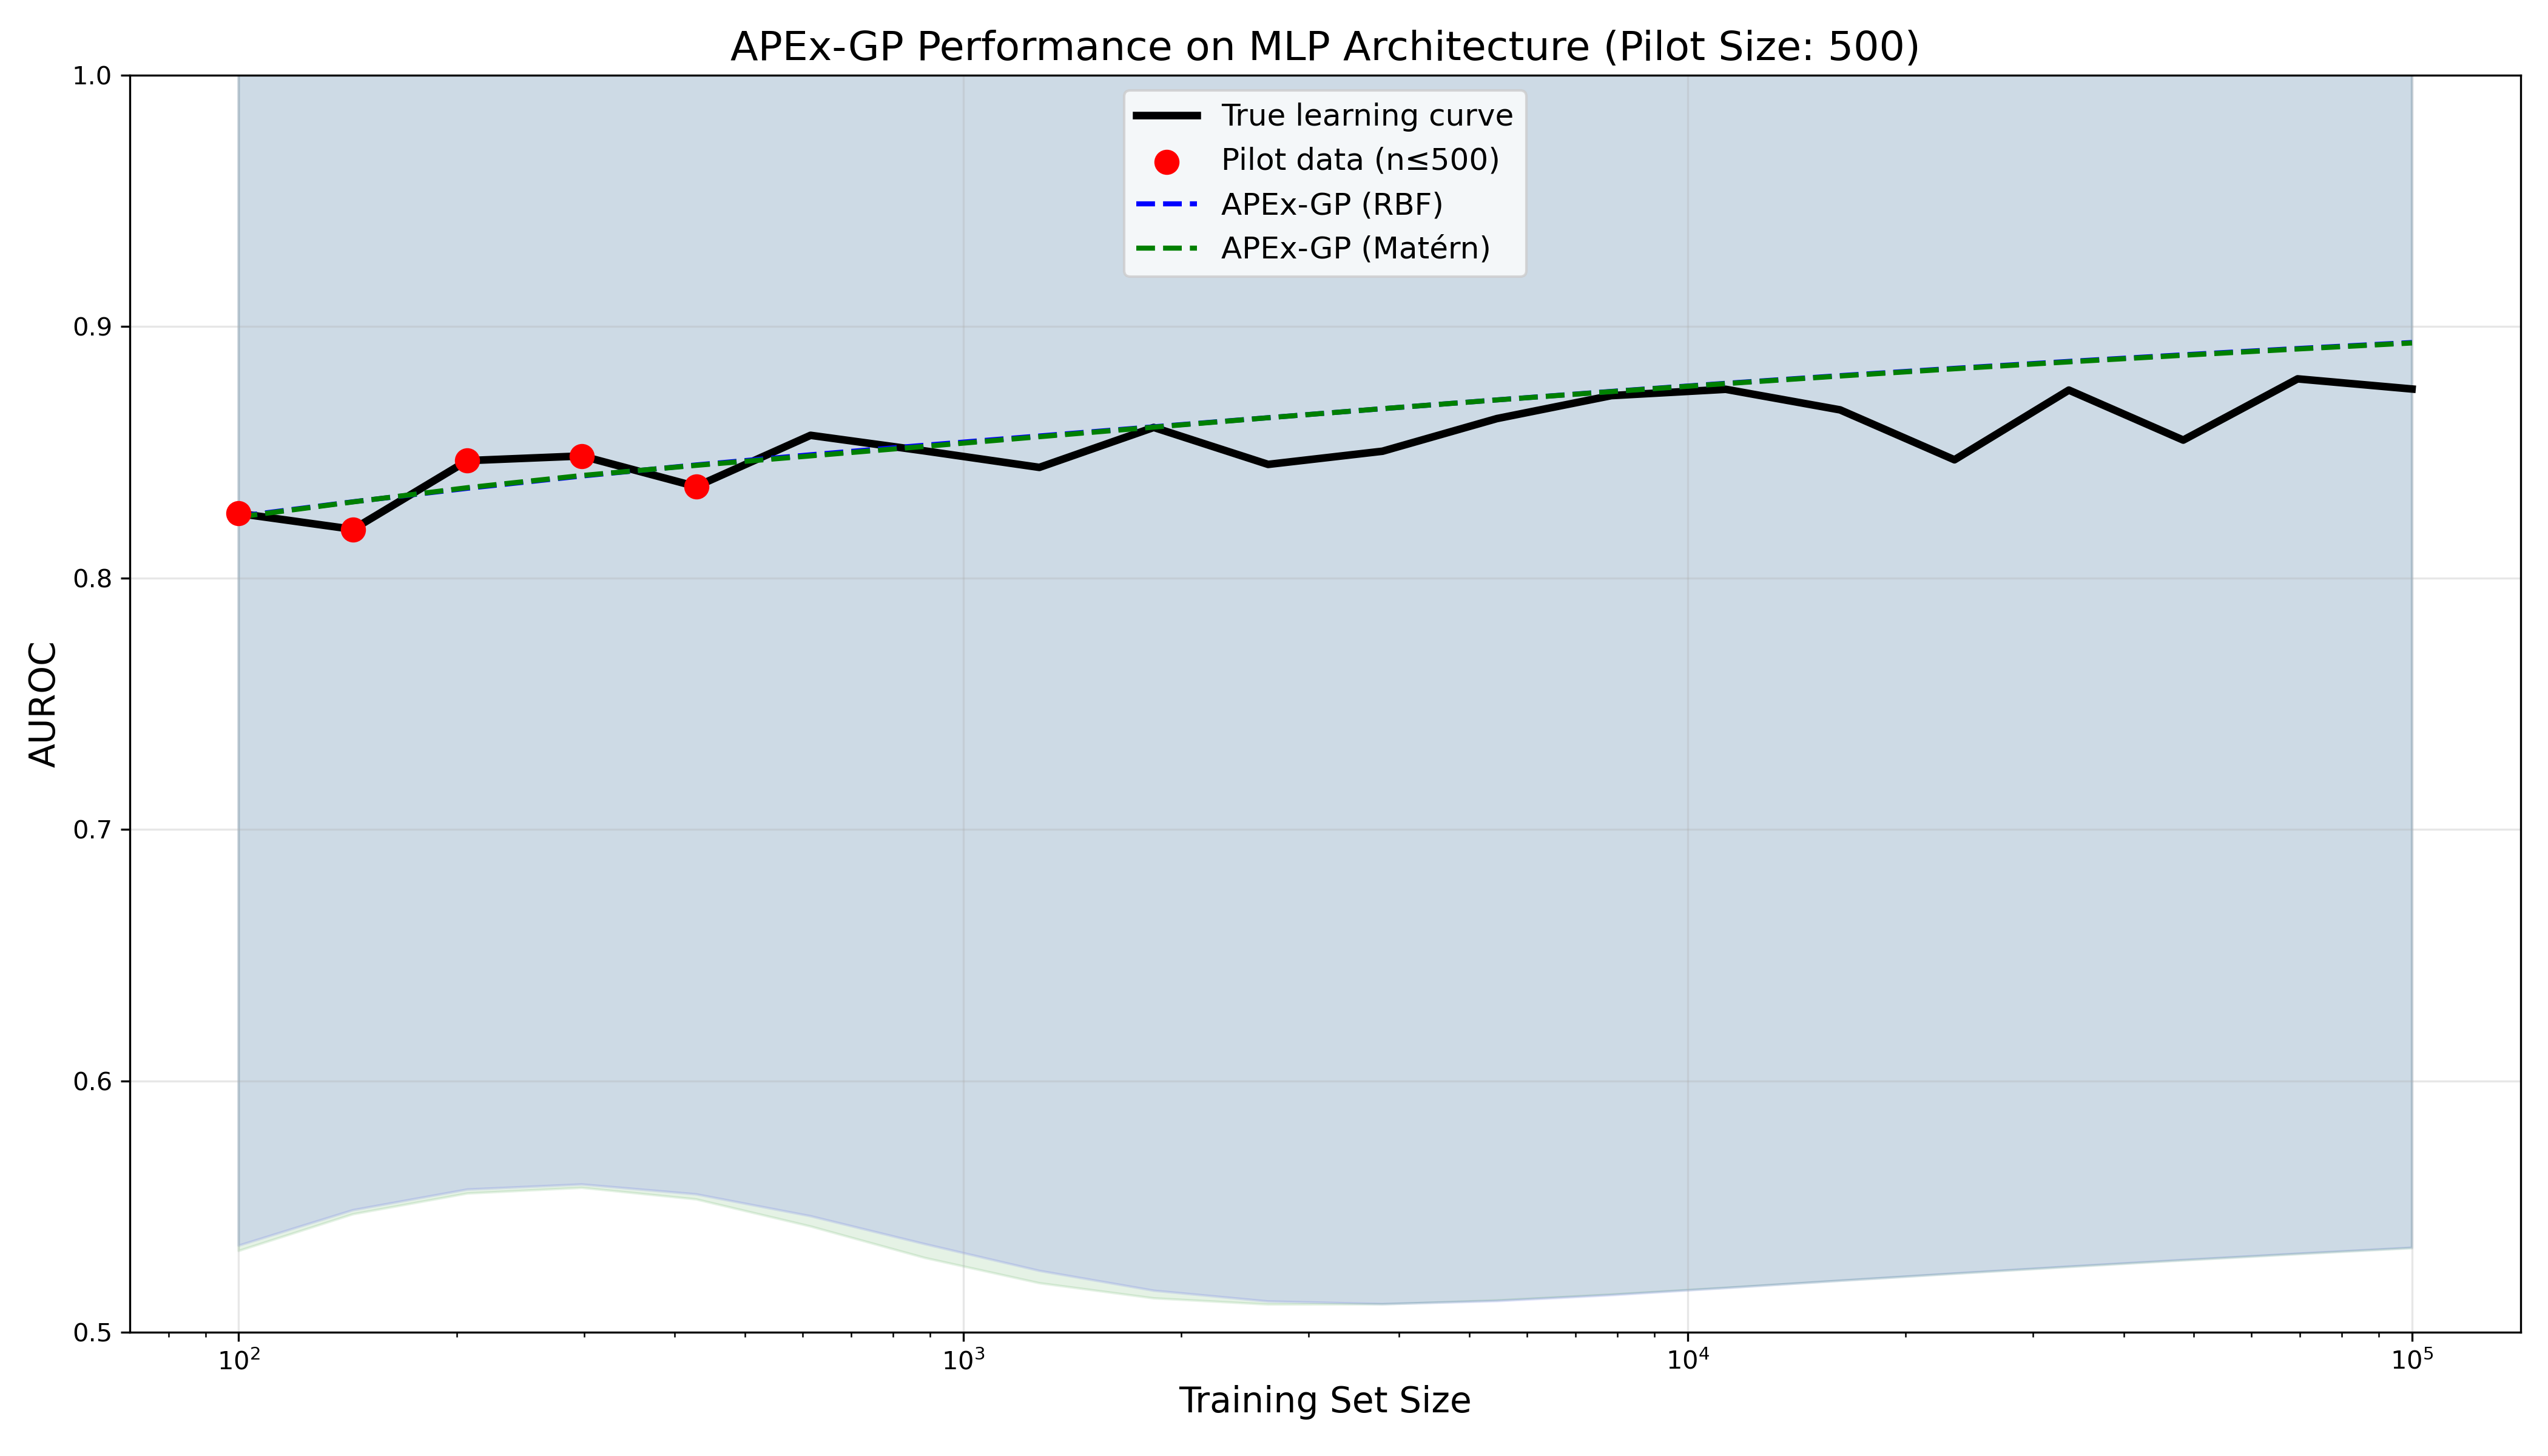 APEx-GP Performance on MLP Architecture (Pilot Size: 500)
1.0
0.9
0.8
0.7
0.6
0.5
AUROC
True learning curve
Pilot data (n≤500)
APEx-GP (RBF)
APEx-GP (Matérn)
10²
10³
10⁴
10⁵
Training Set Size